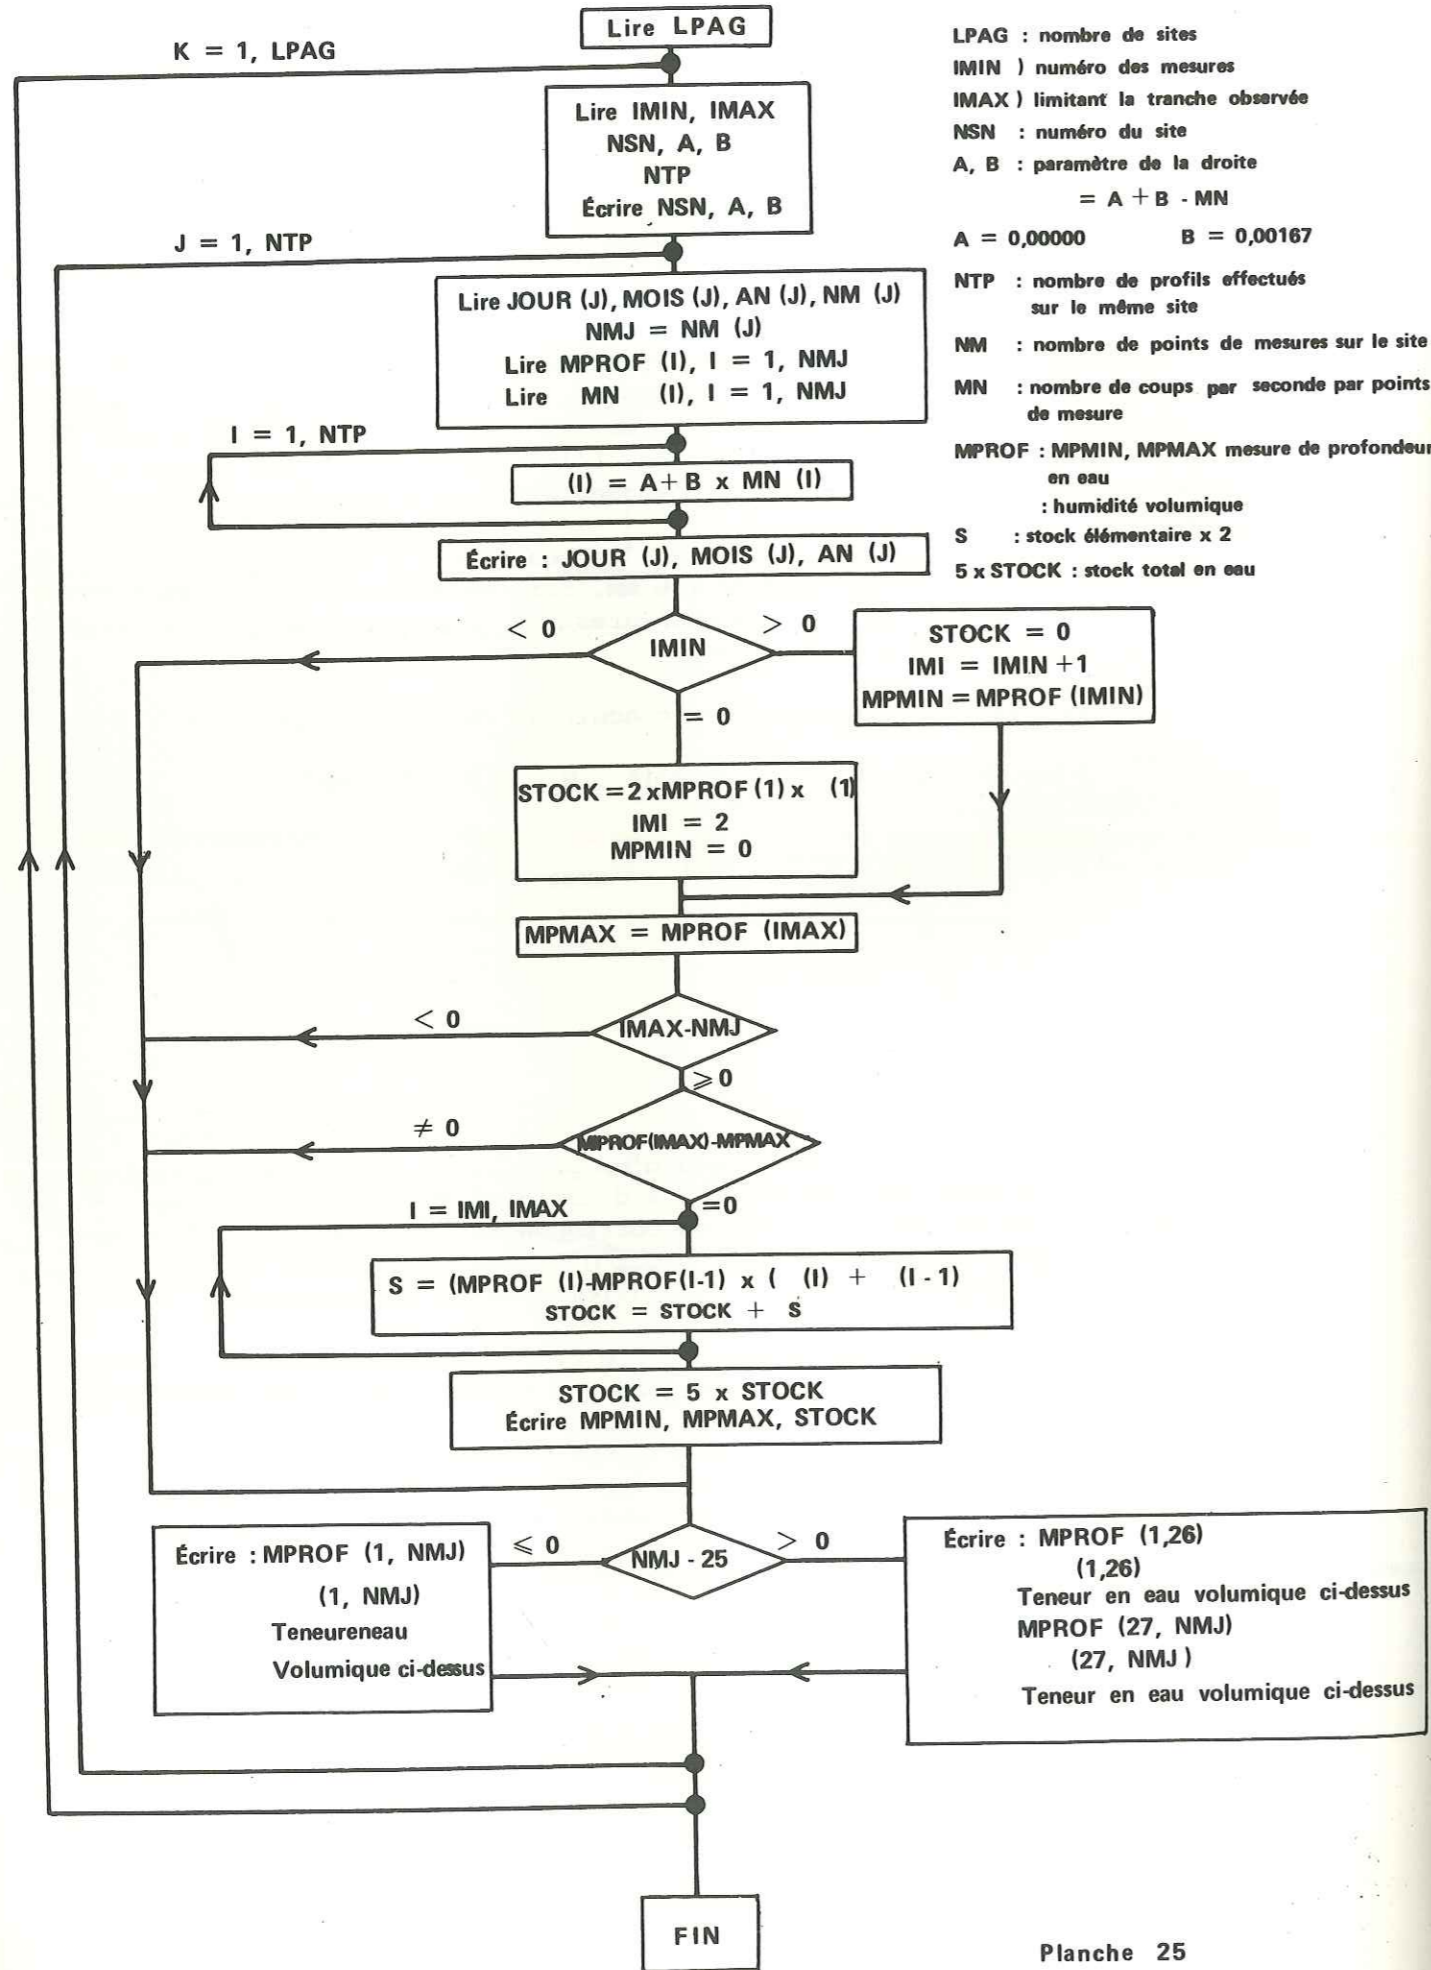 Lire LPAG
K = 1, LPAG
Lire IMIN, IMAX
NSN, A, B
NTP
Écrire NSN, A, B
LPAG : nombre de sites
IMIN ) numéro des mesures
IMAX ) limitant la tranche observée
NSN : numéro du site
A, B : paramètre de la droite
= A + B - MN
A = 0,00000 B = 0,00167
NTP : nombre de profils effectués
sur le même site
NM : nombre de points de mesures sur le site
MN : nombre de coups par seconde par points
de mesure
MPROF : MPMIN, MPMAX mesure de profondeur
en eau
: humidité volumique
S : stock élémentaire x 2
5 x STOCK : stock total en eau
J = 1, NTP
Lire JOUR (J), MOIS (J), AN (J), NM (J)
NMJ = NM (J)
Lire MPROF (I), I = 1, NMJ
Lire MN (I), I = 1, NMJ
I = 1, NTP
(I) = A + B x MN (I)
Écrire : JOUR (J), MOIS (J), AN (J)
< 0
IMIN
> 0
= 0
STOCK = 0
IMI = IMIN +1
MPMIN = MPROF (IMIN)
STOCK = 2 xMPROF (1) x (1)
IMI = 2
MPMIN = 0
MPMAX = MPROF (IMAX)
< 0
IMAX-NMJ
⩾ 0
≠ 0
MPROF(IMAX)-MPMAX
=0
I = IMI, IMAX
S = (MPROF (I)-MPROF(I-1) x ( (I) + (I - 1)
STOCK = STOCK + S
STOCK = 5 x STOCK
Écrire MPMIN, MPMAX, STOCK
⩽ 0
NMJ - 25
> 0
Écrire : MPROF (1, NMJ)
(1, NMJ)
Teneureneau
Volumique ci-dessus
Écrire : MPROF (1,26)
(1,26)
Teneur en eau volumique ci-dessus
MPROF (27, NMJ)
(27, NMJ )
Teneur en eau volumique ci-dessus
FIN
Planche 25